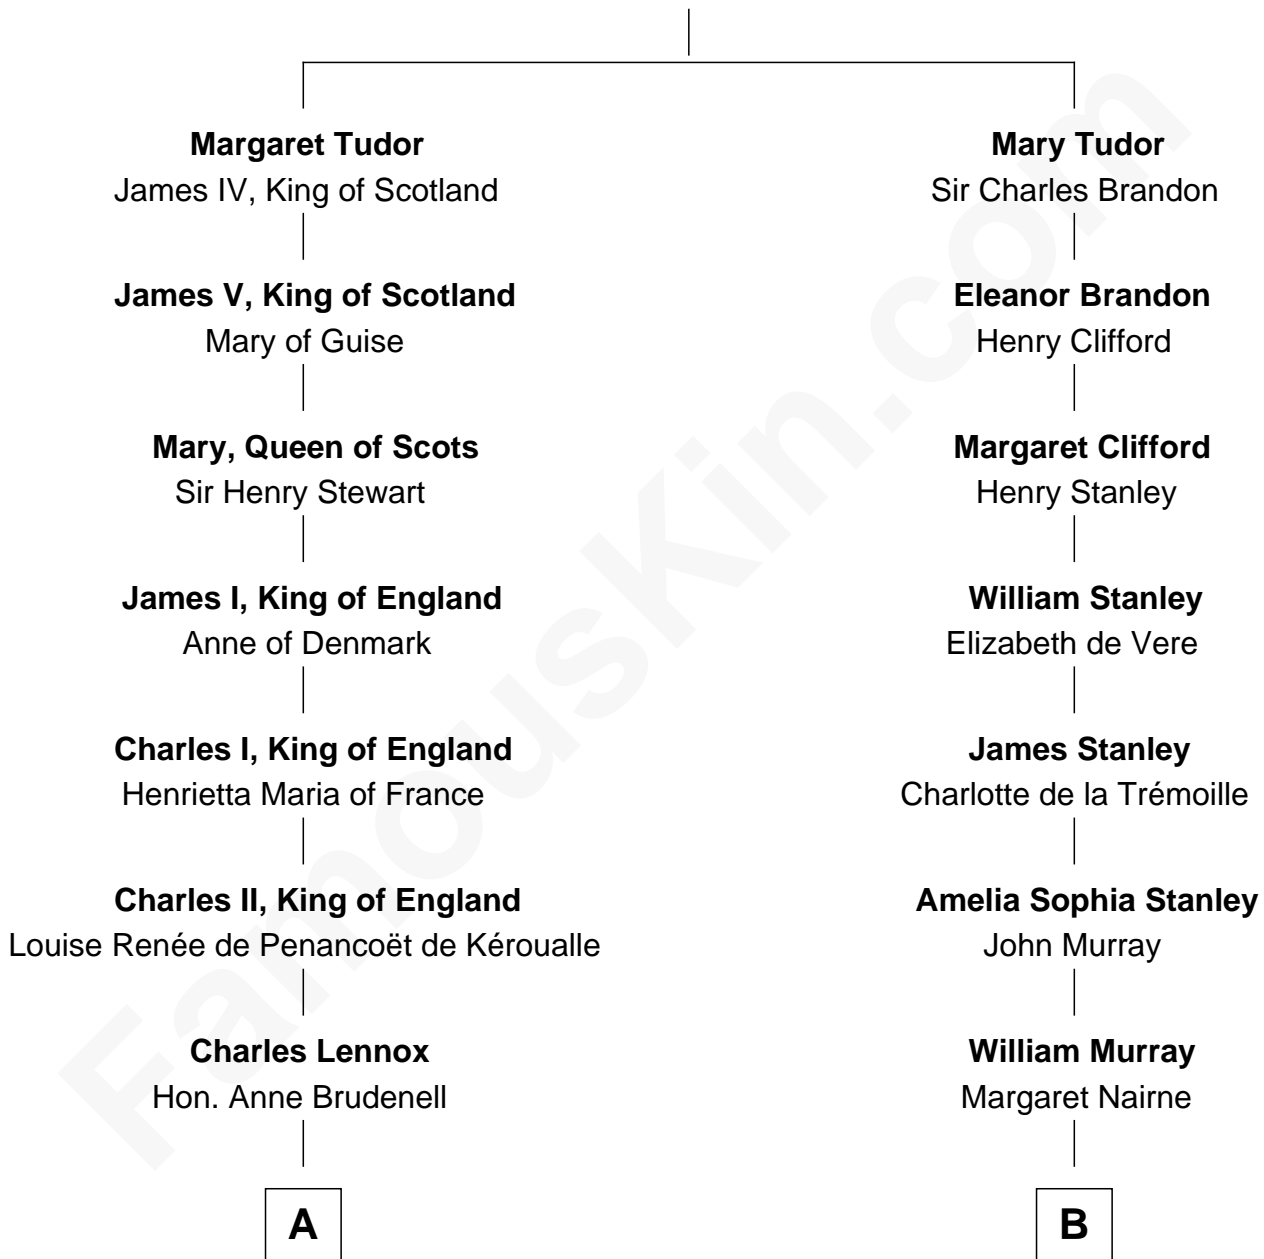 Margaret Tudor
James IV, King of Scotland
James V, King of Scotland
Mary of Guise
Mary, Queen of Scots
Sir Henry Stewart
James I, King of England
Anne of Denmark
Charles I, King of England
Henrietta Maria of France
Charles II, King of England
Louise Renée de Penancoët de Kéroualle
Charles Lennox
Hon. Anne Brudenell
A
Mary Tudor
Sir Charles Brandon
Eleanor Brandon
Henry Clifford
Margaret Clifford
Henry Stanley
William Stanley
Elizabeth de Vere
James Stanley
Charlotte de la Trémoille
Amelia Sophia Stanley
John Murray
William Murray
Margaret Nairne
B
FamousKin.com